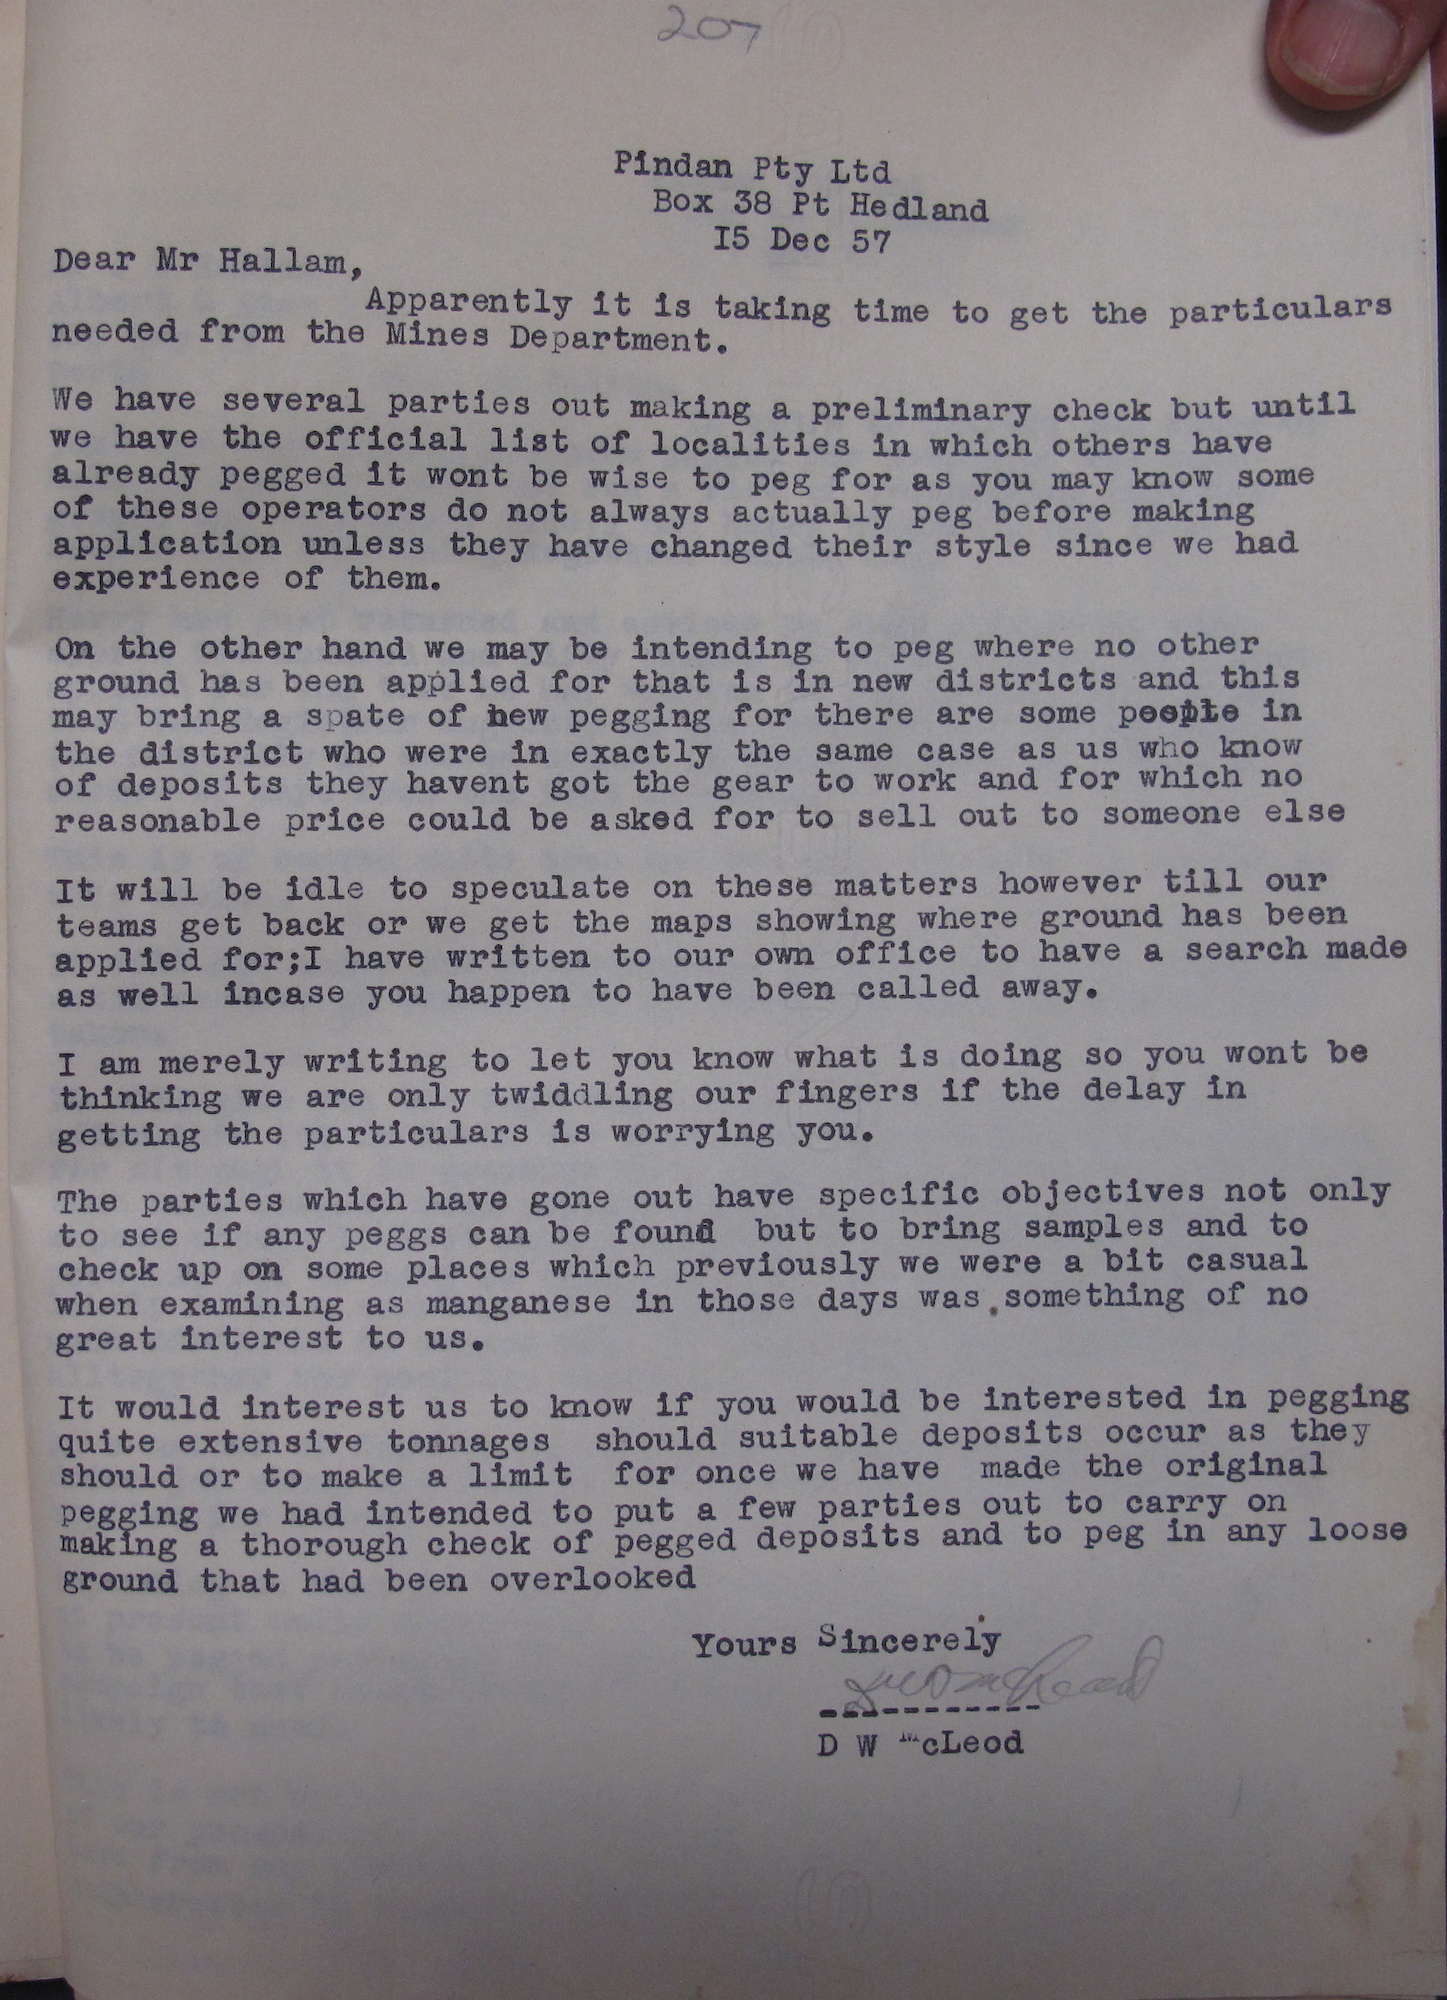 207
Pindan Pty Ltd
Box 38 Pt Hedland
I5 Dec 57
Dear Mr Hallam,
Apparently it is taking time to get the particulars
needed from the Mines Department.
We have several parties out making a preliminary check but until
we have the official list of localities in which others have
already pegged it wont be wise to peg for as you may know some
of these operators do not always actually peg before making
application unless they have changed their style since we had
experience of them.
On the other hand we may be intending to peg where no other
ground has been applied for that is in new districts and this
may bring a spate of new pegging for there are some people in
the district who were in exactly the same case as us who know
of deposits they havent got the gear to work and for which no
reasonable price could be asked for to sell out to someone else
It will be idle to speculate on these matters however till our
teams get back or we get the maps showing where ground has been
applied for;I have written to our own office to have a search made
as well incase you happen to have been called away.
I am merely writing to let you know what is doing so you wont be
thinking we are only twiddling our fingers if the delay in
getting the particulars is worrying you.
The parties which have gone out have specific objectives not only
to see if any peggs can be found but to bring samples and to
check up on some places which previously we were a bit casual
when examining as manganese in those days was something of no
great interest to us.
It would interest us to know if you would be interested in pegging
quite extensive tonnages should suitable deposits occur as they
should or to make a limit for once we have made the original
pegging we had intended to put a few parties out to carry on
making a thorough check of pegged deposits and to peg in any loose
ground that had been overlooked
Yours Sincerely
-----------
D W McLeod